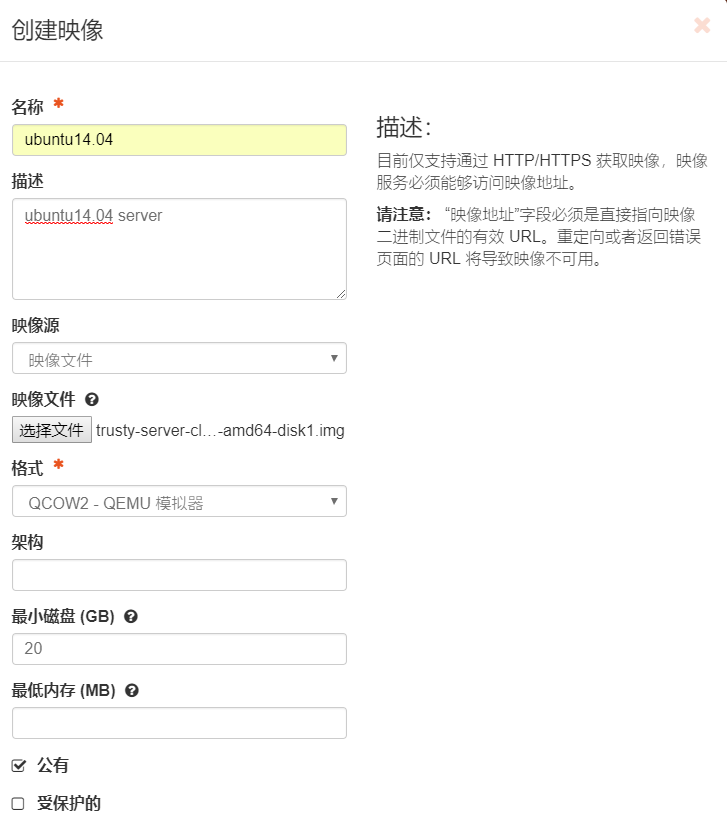 创建映像
名称 *
ubuntu14.04
描述
ubuntu14.04 server
映像源
映像文件
映像文件
选择文件 trusty-server-cl...-amd64-disk1.img
格式 *
QCOW2 - QEMU 模拟器
架构
最小磁盘 (GB)
20
最低内存 (MB)
公有
受保护的
描述：
目前仅支持通过 HTTP/HTTPS 获取映像，映像
服务必须能够访问映像地址。
请注意： “映像地址”字段必须是直接指向映像
二进制文件的有效 URL。重定向或者返回错误
页面的 URL 将导致映像不可用。